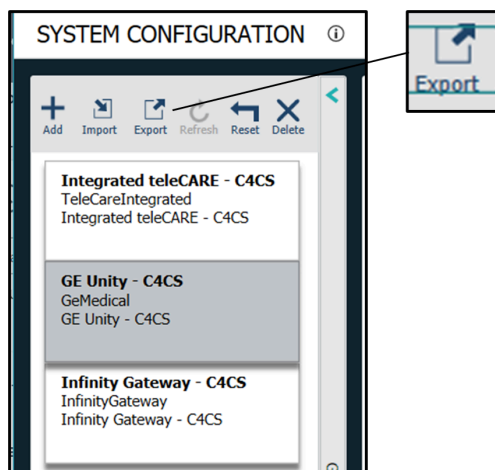 SYSTEM CONFIGURATION
Export
Add Import Export Refresh Reset Delete
Integrated teleCARE - C4CS
TeleCareIntegrated
Integrated teleCARE - C4CS
GE Unity - C4CS
GeMedical
GE Unity - C4CS
Infinity Gateway - C4CS
InfinityGateway
Infinity Gateway - C4CS